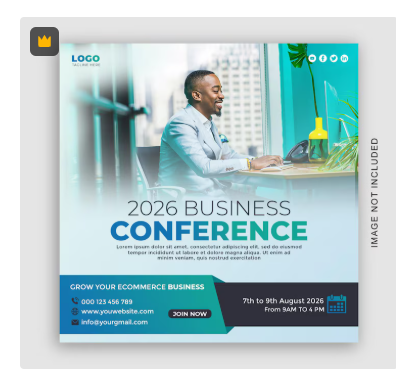 LOGO
TAGLINE HERE
2026 BUSINESS
CONFERENCE
Lorem ipsum dolor sit amet, consectetur adipiscing elit, sed do eiusmod
tempor incididunt ut labore et dolore magna aliqua. Ut enim ad
minim veniam, quis nostrud exercitation
GROW YOUR ECOMMERCE BUSINESS
000 123 456 789
www.youwebsite.com
info@yourgmail.com
JOIN NOW
7th to 9th August 2026
From 9AM TO 4 PM
IMAGE NOT INCLUDED